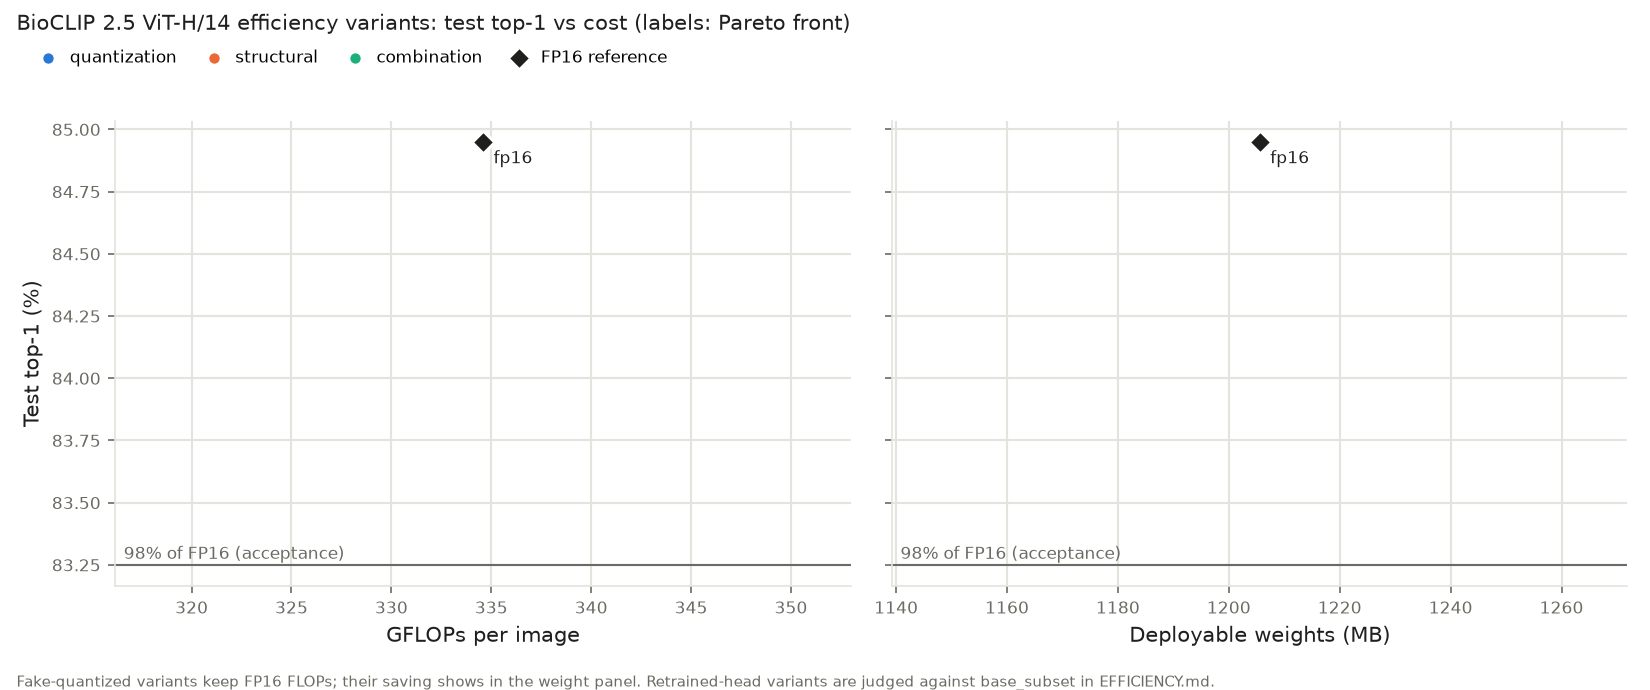 BioCLIP 2.5 ViT-H/14 efficiency variants: test top-1 vs cost (labels: Pareto front)
quantization structural combination FP16 reference
85.00
84.75
84.50
84.25
84.00
83.75
83.50
83.25
Test top-1 (%)
fp16
98% of FP16 (acceptance)
320 325 330 335 340 345 350
GFLOPs per image
fp16
98% of FP16 (acceptance)
1140 1160 1180 1200 1220 1240 1260
Deployable weights (MB)
Fake-quantized variants keep FP16 FLOPs; their saving shows in the weight panel. Retrained-head variants are judged against base_subset in EFFICIENCY.md.